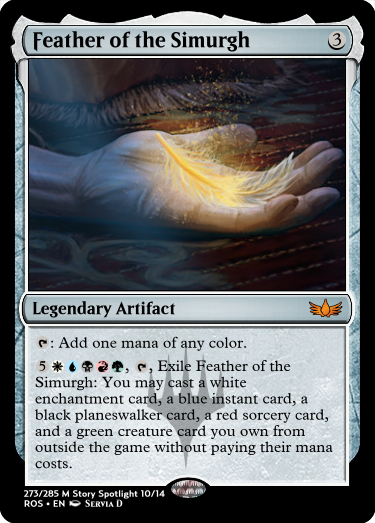 Feather of the Simurgh 3
Legendary Artifact
: Add one mana of any color.
5 , , Exile Feather of the
Simurgh: You may cast a white
enchantment card, a blue instant card, a
black planeswalker card, a red sorcery card,
and a green creature card you own from
outside the game without paying their mana
costs.
273/285 M Story Spotlight 10/14
ROS • EN Servia D